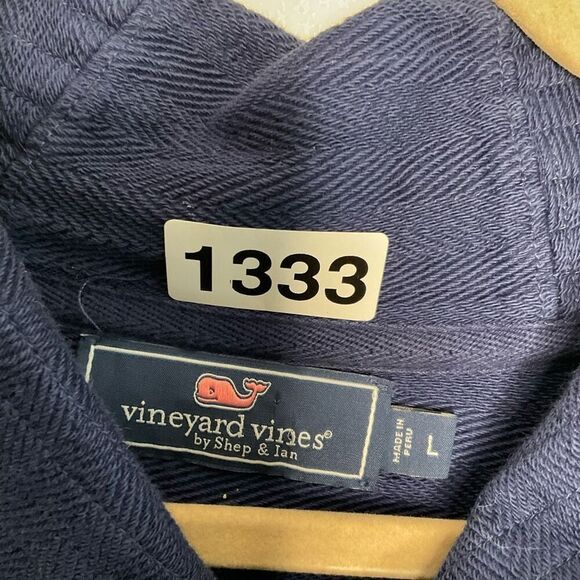 1333
vineyard vines®
by Shep & Ian
MADE IN
PERU
L